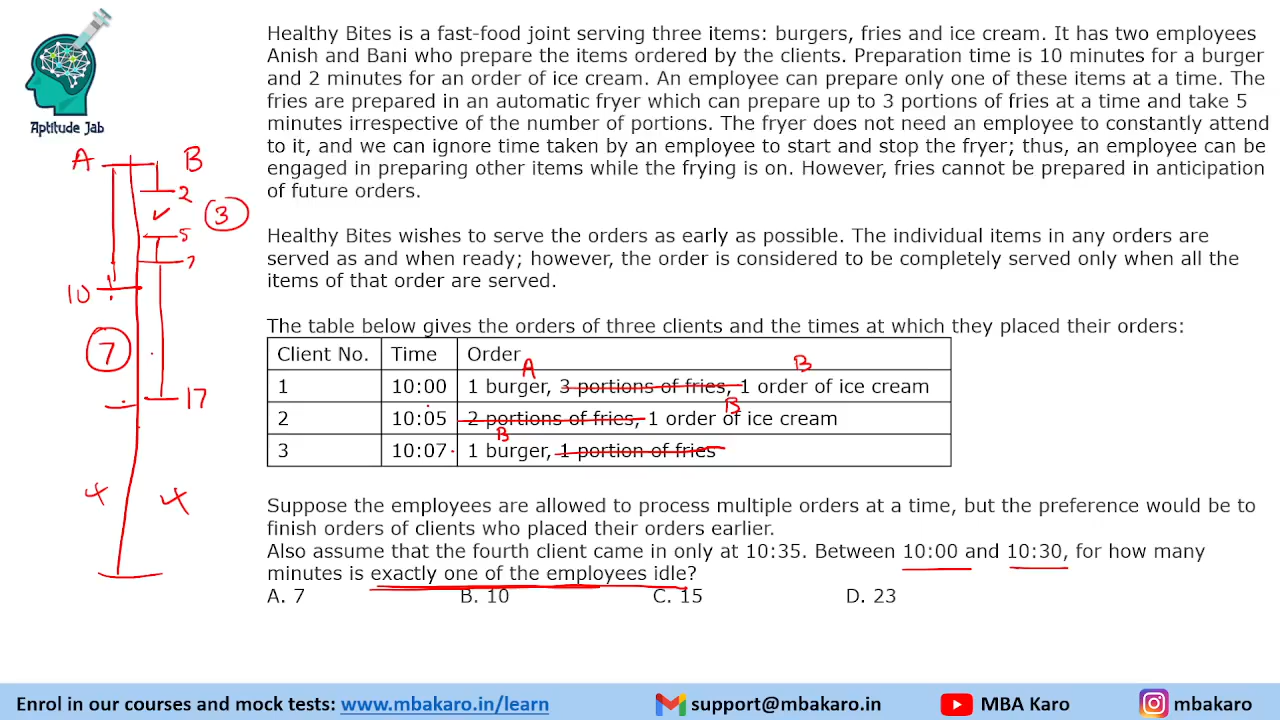 Healthy Bites is a fast-food joint serving three items: burgers, fries and ice cream. It has two employees
Anish and Bani who prepare the items ordered by the clients. Preparation time is 10 minutes for a burger
and 2 minutes for an order of ice cream. An employee can prepare only one of these items at a time. The
fries are prepared in an automatic fryer which can prepare up to 3 portions of fries at a time and take 5
minutes irrespective of the number of portions. The fryer does not need an employee to constantly attend
to it, and we can ignore time taken by an employee to start and stop the fryer; thus, an employee can be
engaged in preparing other items while the frying is on. However, fries cannot be prepared in anticipation
of future orders.
Aptitude Jab
A B
2
3
5
7
10
7
17
4 4
Healthy Bites wishes to serve the orders as early as possible. The individual items in any orders are
served as and when ready; however, the order is considered to be completely served only when all the
items of that order are served.
The table below gives the orders of three clients and the times at which they placed their orders:
Client No. Time Order
A B
1 10:00 1 burger, 3 portions of fries, 1 order of ice cream
B
2 10:05 2 portions of fries, 1 order of ice cream
B
3 10:07 1 burger, 1 portion of fries
Suppose the employees are allowed to process multiple orders at a time, but the preference would be to
finish orders of clients who placed their orders earlier.
Also assume that the fourth client came in only at 10:35. Between 10:00 and 10:30, for how many
minutes is exactly one of the employees idle?
A. 7 B. 10 C. 15 D. 23
Enrol in our courses and mock tests: www.mbakaro.in/learn support@mbakaro.in MBA Karo mbakaro.in